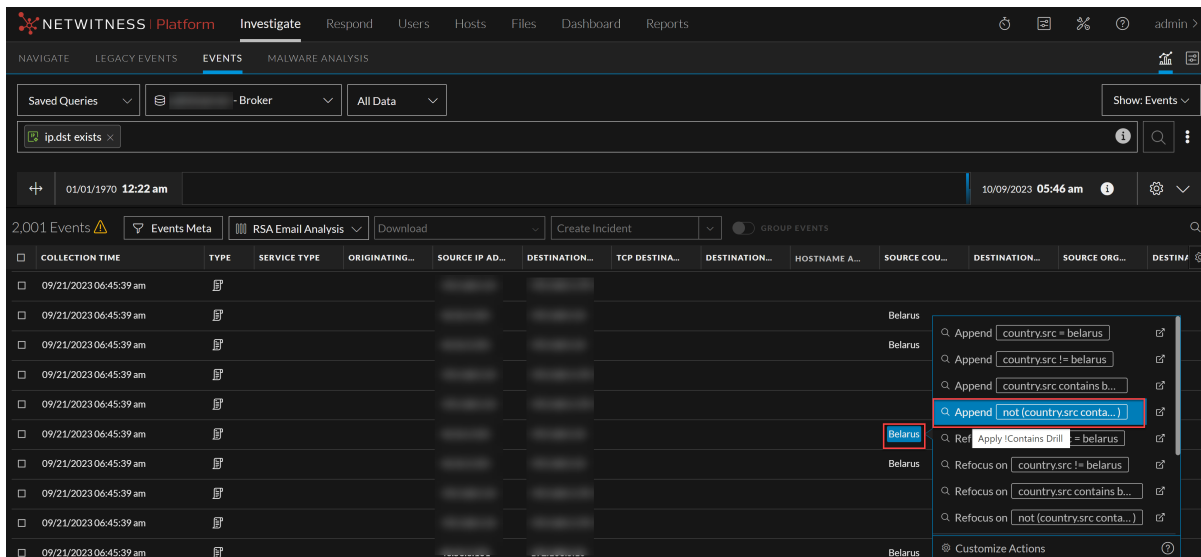 NETWITNESS | Platform Investigate Respond Users Hosts Files Dashboard Reports admin >
NAVIGATE LEGACY EVENTS EVENTS MALWARE ANALYSIS
Saved Queries - Broker All Data Show: Events
ip.dst exists ×
01/01/1970 12:22 am 10/09/2023 05:46 am
2,001 Events Events Meta RSA Email Analysis Download Create Incident GROUP EVENTS
COLLECTION TIME TYPE SERVICE TYPE ORIGINATING... SOURCE IP AD... DESTINATION... TCP DESTINA... DESTINATION... HOSTNAME A... SOURCE COU... DESTINATION... SOURCE ORG... DESTINA
09/21/2023 06:45:39 am
09/21/2023 06:45:39 am Belarus
09/21/2023 06:45:39 am Belarus
09/21/2023 06:45:39 am
09/21/2023 06:45:39 am
09/21/2023 06:45:39 am Belarus
09/21/2023 06:45:39 am Belarus
09/21/2023 06:45:39 am
09/21/2023 06:45:39 am
09/21/2023 06:45:39 am Belarus
Append country.src = belarus
Append country.src != belarus
Append country.src contains b...
Append not (country.src conta... )
Ref Apply !Contains Drill = belarus
Refocus on country.src != belarus
Refocus on country.src contains b...
Refocus on not (country.src conta... )
Customize Actions